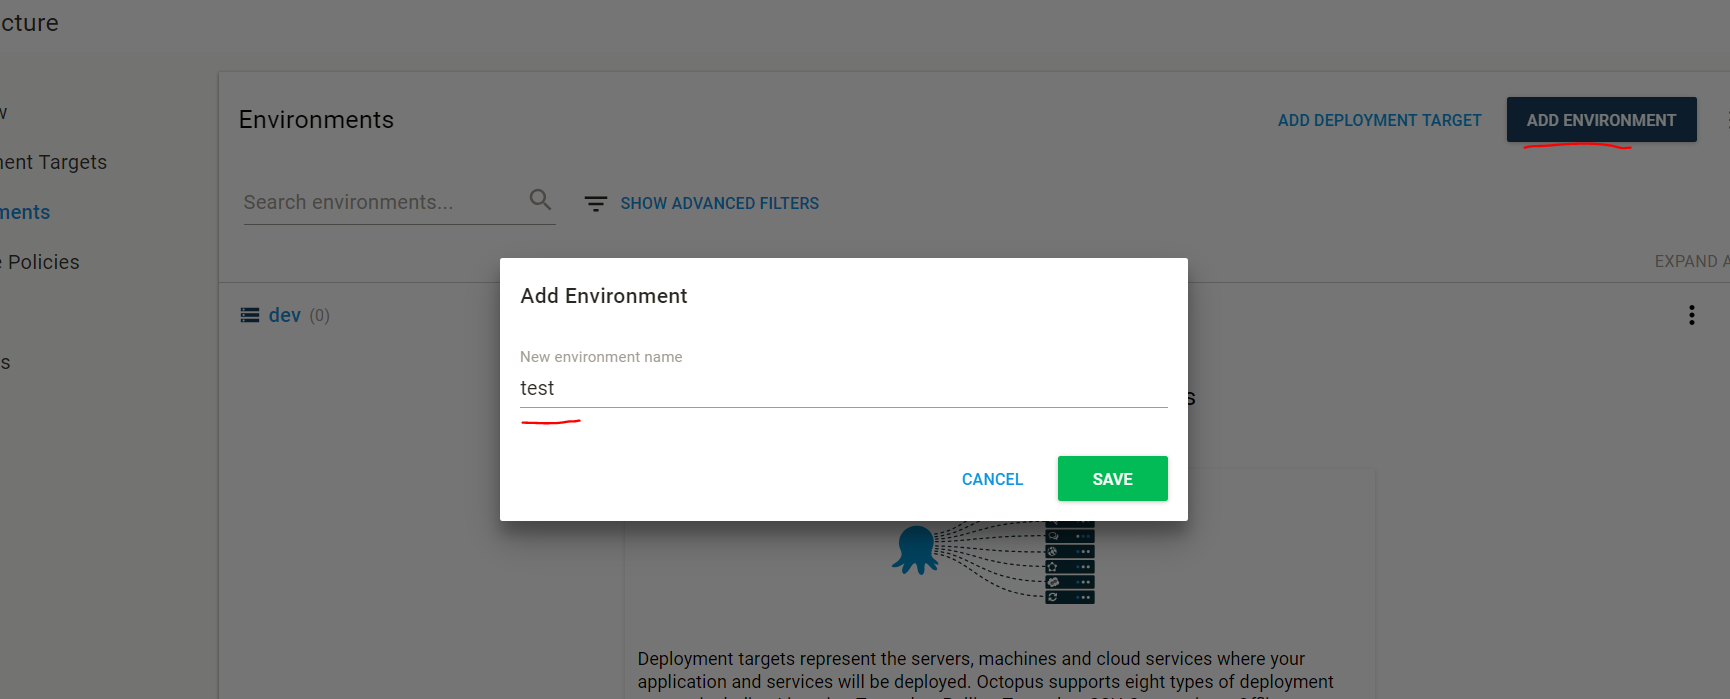 cture
Environments
ADD DEPLOYMENT TARGET
ADD ENVIRONMENT
ment Targets
ments
Policies
Search environments...
SHOW ADVANCED FILTERS
EXPAND A
dev (0)
Add Environment
New environment name
test
CANCEL
SAVE
s
s
Deployment targets represent the servers, machines and cloud services where your
application and services will be deployed. Octopus supports eight types of deployment